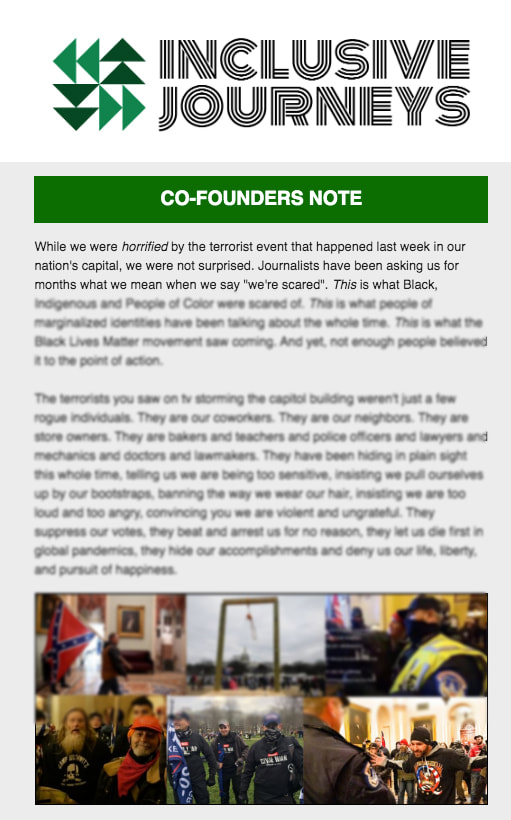 INCLUSIVE
JOURNEYS
CO-FOUNDERS NOTE
While we were horrified by the terrorist event that happened last week in our
nation's capital, we were not surprised. Journalists have been asking us for
months what we mean when we say "we're scared". This is what Black,
Indigenous and People of Color were scared of. This is what people of
marginalized identities have been talking about the whole time. This is what the
Black Lives Matter movement saw coming. And yet, not enough people believed
it to the point of action.
The terrorists you saw on tv storming the capitol building weren't just a few
rogue individuals. They are our coworkers. They are our neighbors. They are
store owners. They are bakers and teachers and police officers and lawyers and
mechanics and doctors and lawmakers. They have been hiding in plain sight
this whole time, telling us we are being too sensitive, insisting we pull ourselves
up by our bootstraps, banning the way we wear our hair, insisting we are too
loud and too angry, convincing you we are violent and ungrateful. They
suppress our votes, they beat and arrest us for no reason, they let us die first in
global pandemics, they hide our accomplishments and deny us our life, liberty,
and pursuit of happiness.
CIVIL WAR